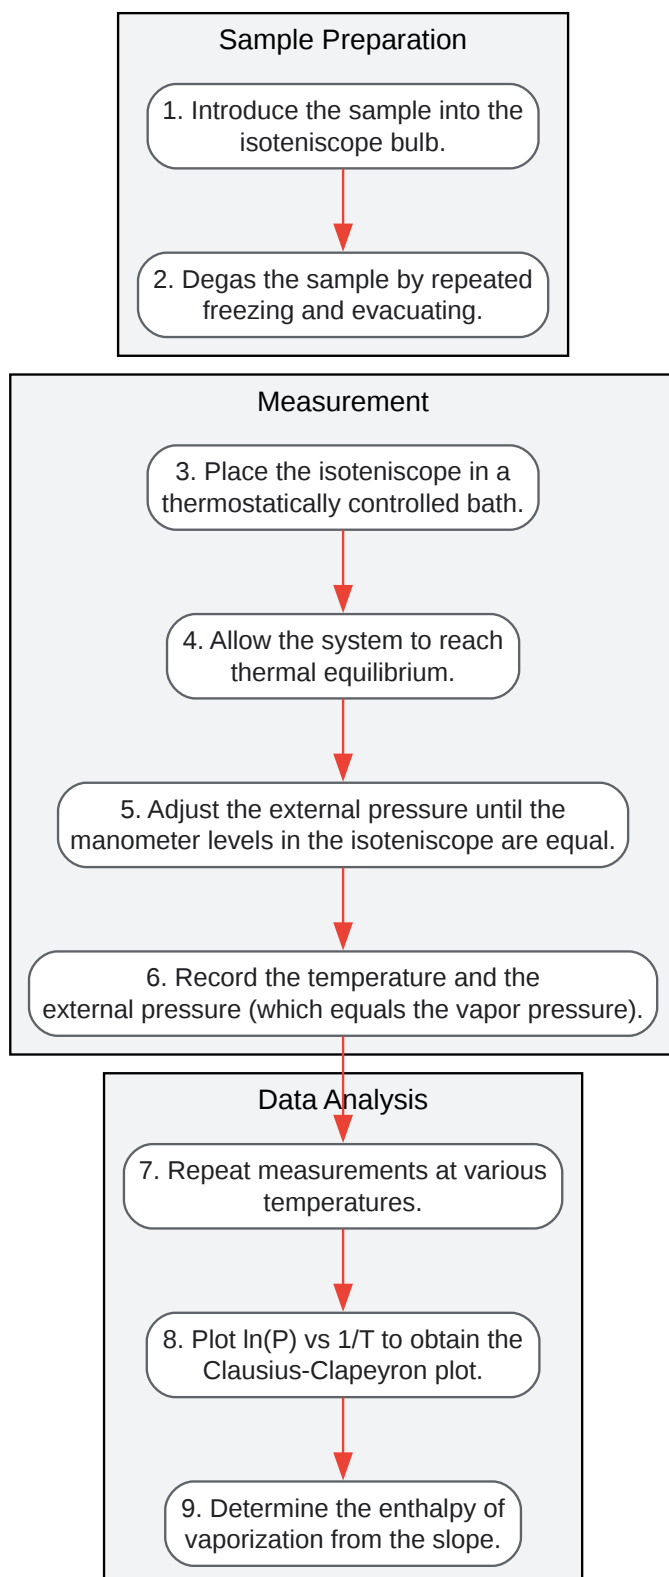 Sample Preparation
1. Introduce the sample into the
isoteniscope bulb.
2. Degas the sample by repeated
freezing and evacuating.
Measurement
3. Place the isoteniscope in a
thermostatically controlled bath.
4. Allow the system to reach
thermal equilibrium.
5. Adjust the external pressure until the
manometer levels in the isoteniscope are equal.
6. Record the temperature and the
external pressure (which equals the vapor pressure).
Data Analysis
7. Repeat measurements at various
temperatures.
8. Plot ln(P) vs 1/T to obtain the
Clausius-Clapeyron plot.
9. Determine the enthalpy of
vaporization from the slope.